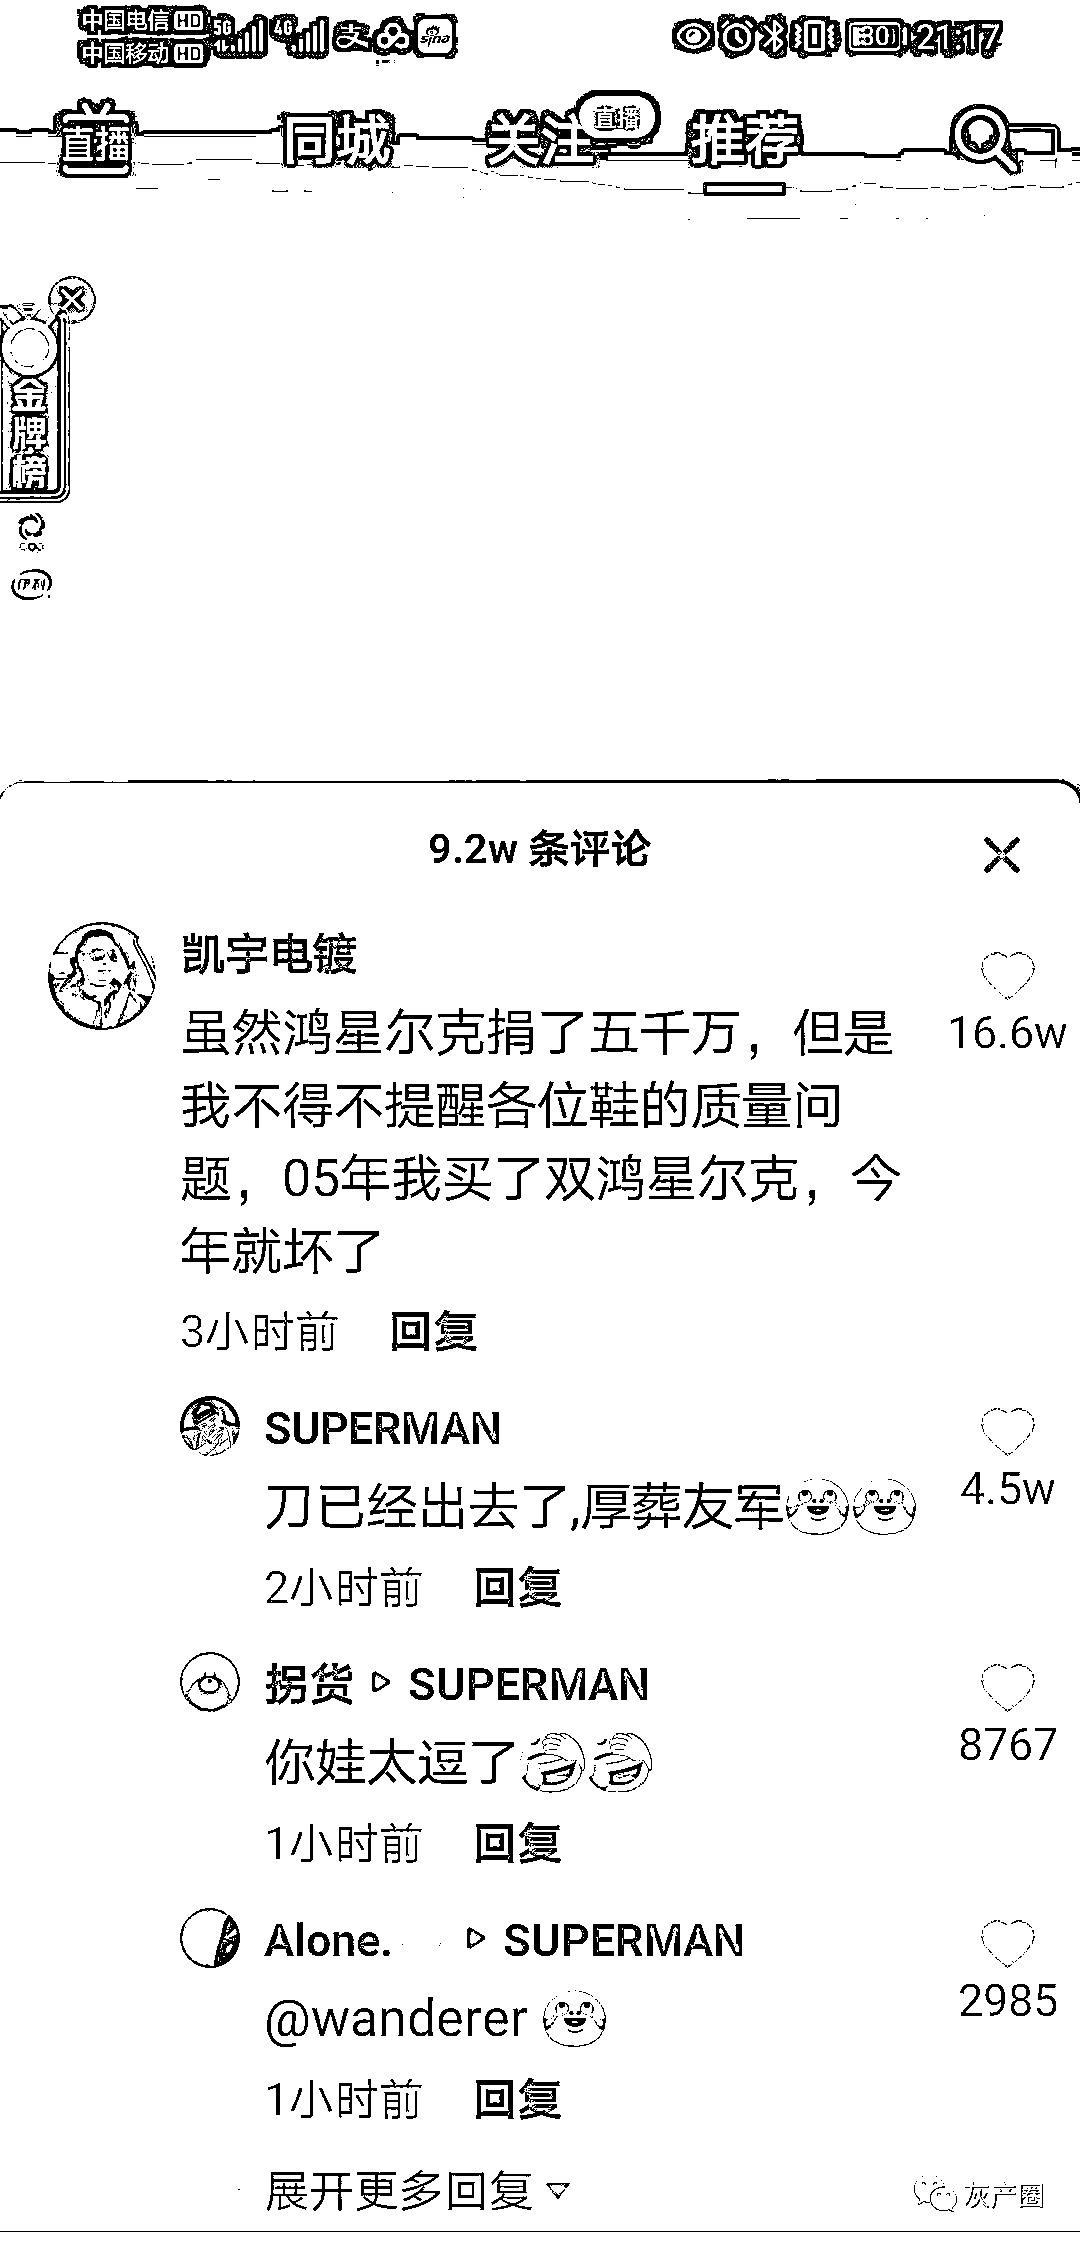 中国电信 HD 5G 4G 支 sina 30 21:17
中国移动 HD
直播 同城 关注 直播 推荐
金牌榜
伊利
9.2w 条评论
凯宇电镀
虽然鸿星尔克捐了五千万，但是
我不得不提醒各位鞋的质量问
题，05年我买了双鸿星尔克，今
年就坏了
16.6w
3小时前 回复
SUPERMAN
刀已经出去了,厚葬友军
4.5w
2小时前 回复
拐货 ▷ SUPERMAN
你娃太逗了
8767
1小时前 回复
Alone. ▷ SUPERMAN
@wanderer
2985
1小时前 回复
展开更多回复
灰产圈